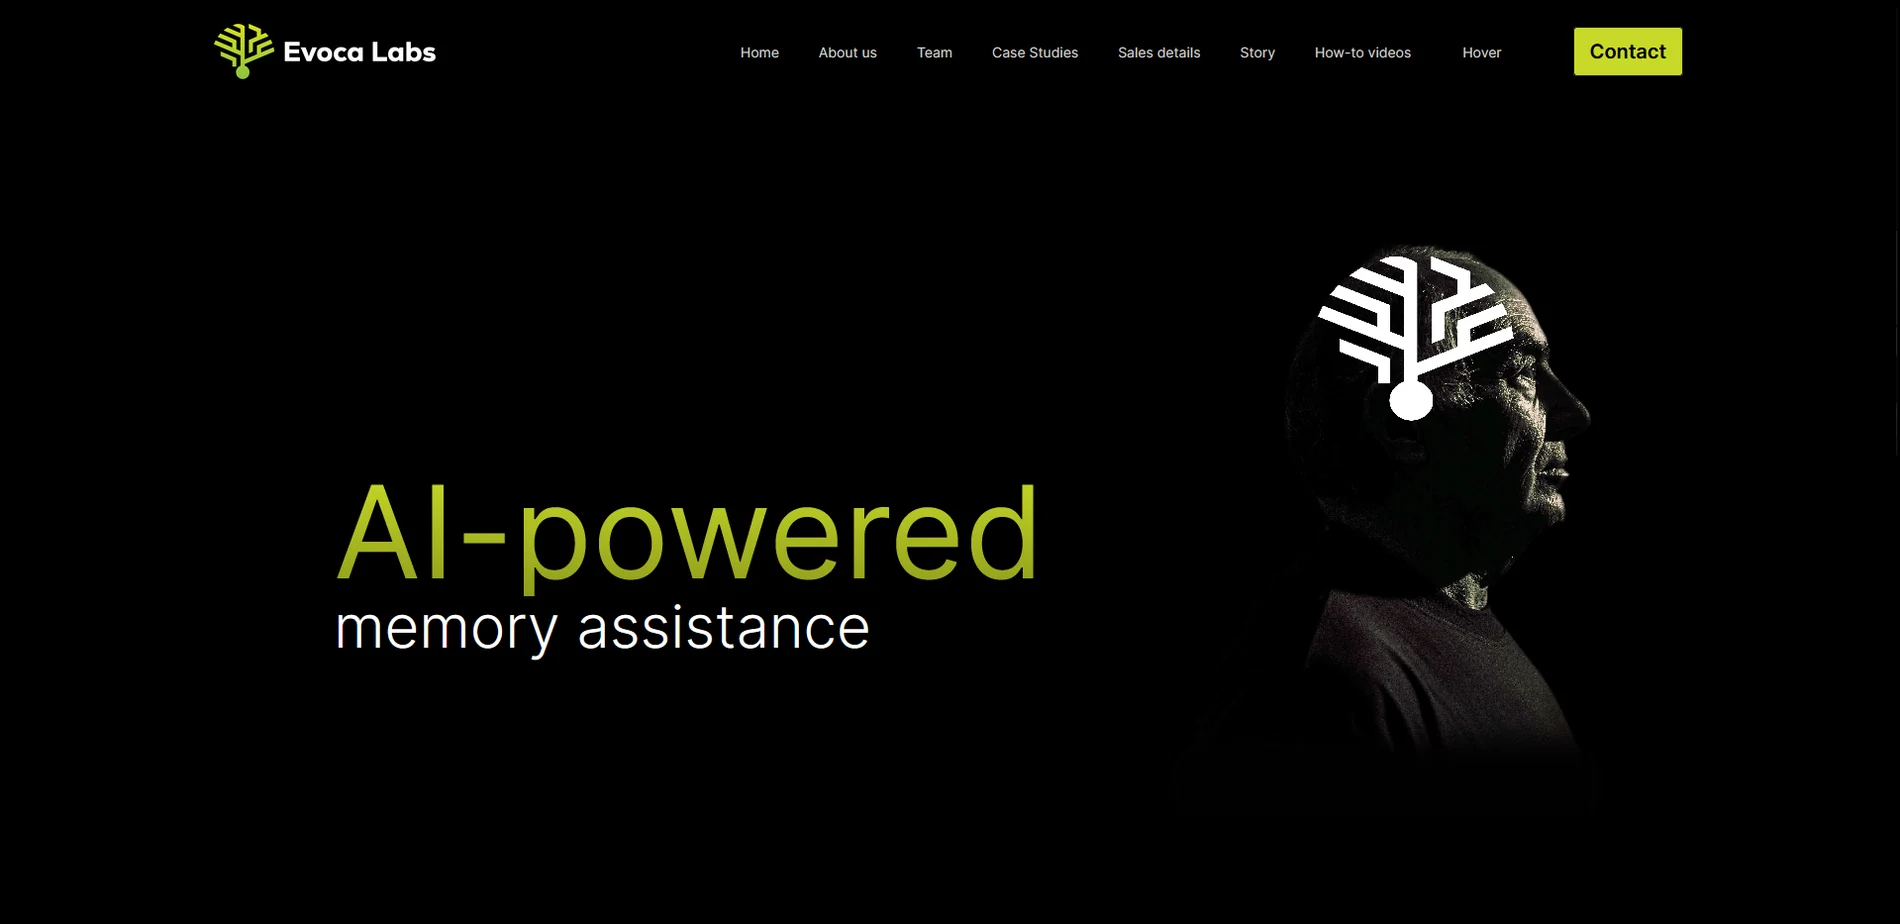 Evoca Labs
Home About us Team Case Studies Sales details Story How-to videos Hover Contact
AI-powered
memory assistance